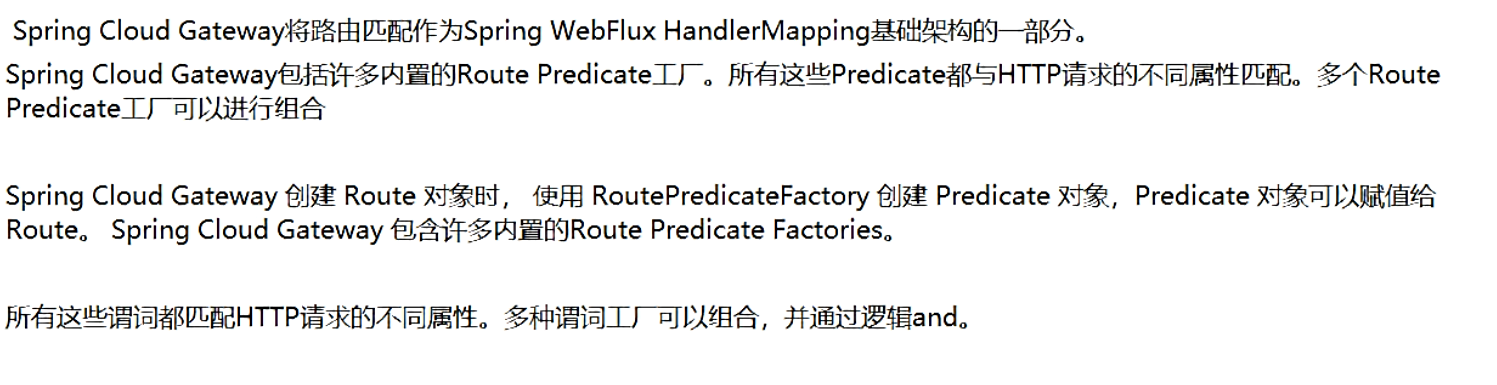 Spring Cloud Gateway将路由匹配作为Spring WebFlux HandlerMapping基础架构的一部分。
Spring Cloud Gateway包括许多内置的Route Predicate工厂。所有这些Predicate都与HTTP请求的不同属性匹配。多个Route
Predicate工厂可以进行组合
Spring Cloud Gateway 创建 Route 对象时， 使用 RoutePredicateFactory 创建 Predicate 对象，Predicate 对象可以赋值给
Route。 Spring Cloud Gateway 包含许多内置的Route Predicate Factories。
所有这些谓词都匹配HTTP请求的不同属性。多种谓词工厂可以组合，并通过逻辑and。